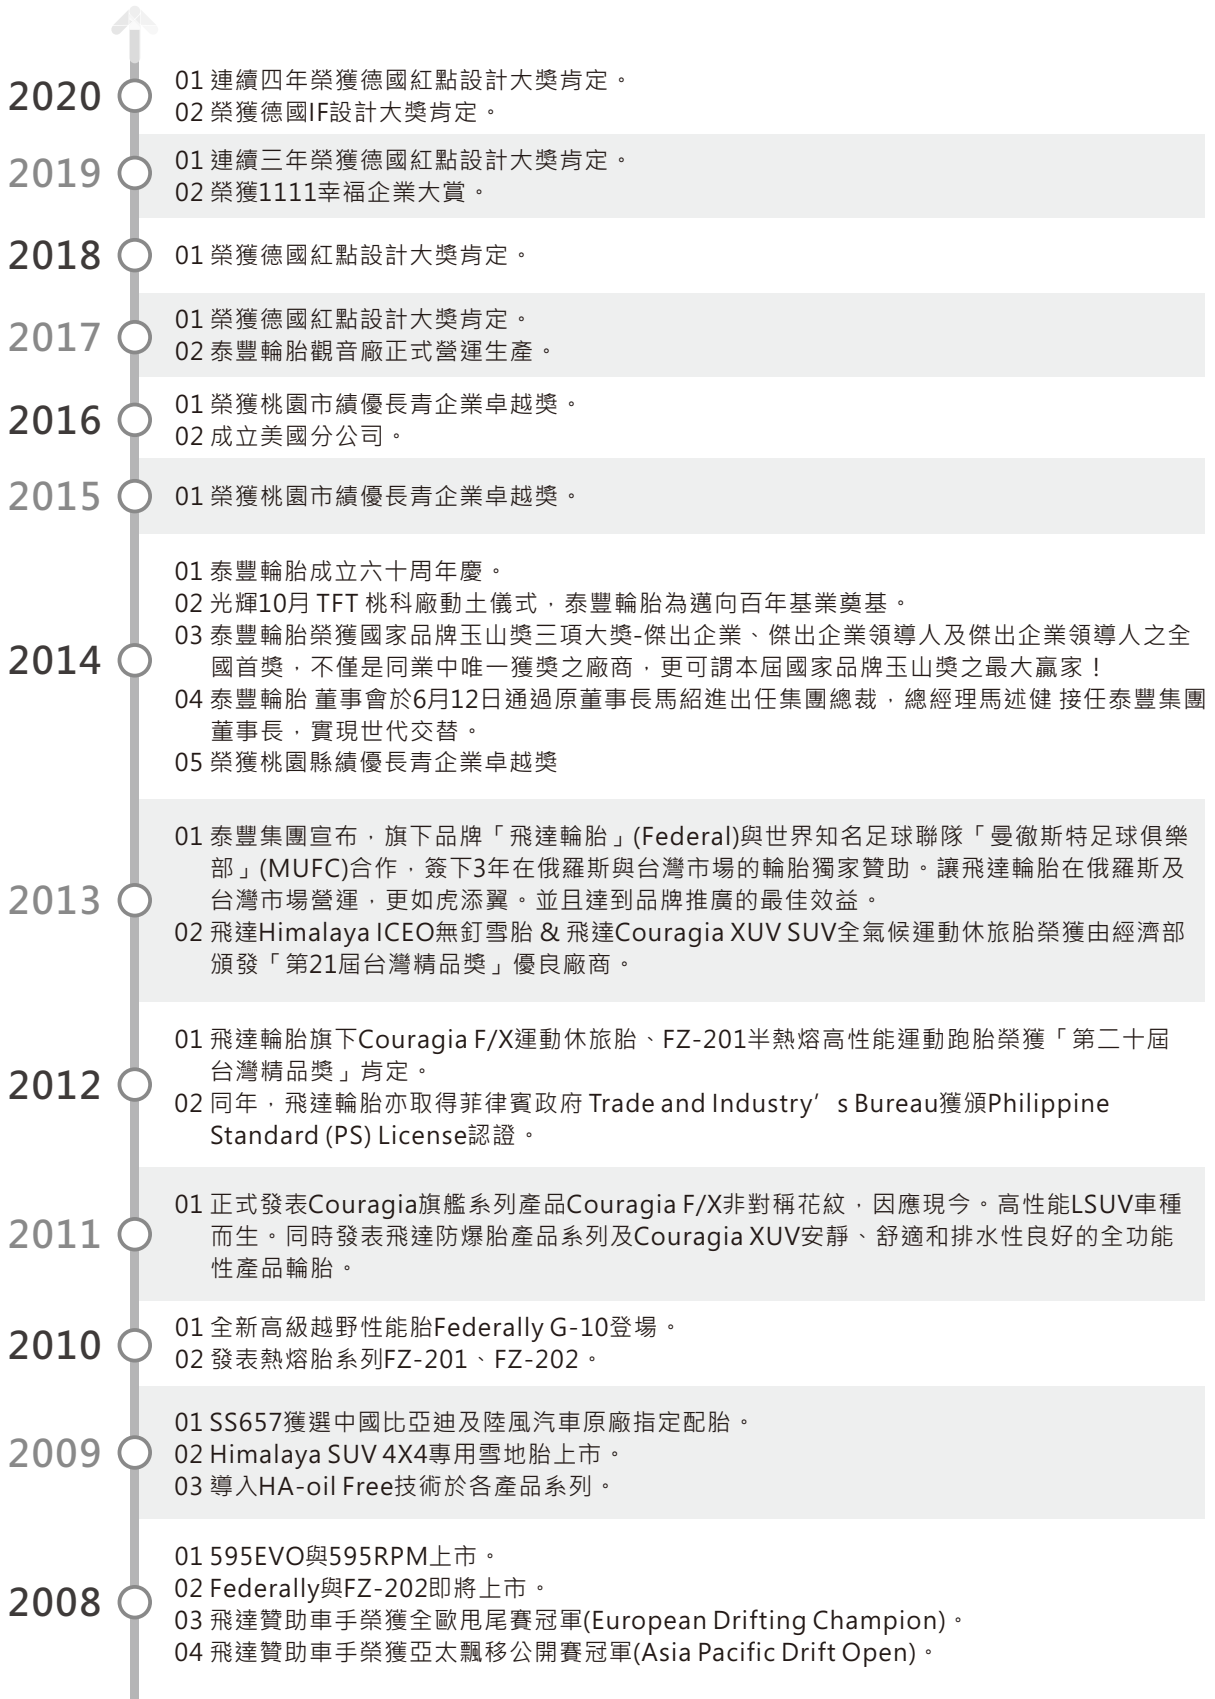 2020
01 連續四年榮獲德國紅點設計大獎肯定。
02 榮獲德國IF設計大獎肯定。
2019
01 連續三年榮獲德國紅點設計大獎肯定。
02 榮獲1111幸福企業大賞。
2018
01 榮獲德國紅點設計大獎肯定。
2017
01 榮獲德國紅點設計大獎肯定。
02 泰豐輪胎觀音廠正式營運生產。
2016
01 榮獲桃園市績優長青企業卓越獎。
02 成立美國分公司。
2015
01 榮獲桃園市績優長青企業卓越獎。
2014
01 泰豐輪胎成立六十周年慶。
02 光輝10月 TFT 桃科廠動土儀式，泰豐輪胎為邁向百年基業奠基。
03 泰豐輪胎榮獲國家品牌玉山獎三項大獎-傑出企業、傑出企業領導人及傑出企業領導人之全
國首獎，不僅是同業中唯一獲獎之廠商，更可謂本屆國家品牌玉山獎之最大贏家！
04 泰豐輪胎 董事會於6月12日通過原董事長馬紹進出任集團總裁，總經理馬述健 接任泰豐集團
董事長，實現世代交替。
05 榮獲桃園縣績優長青企業卓越獎
2013
01 泰豐集團宣布，旗下品牌「飛達輪胎」(Federal)與世界知名足球聯隊「曼徹斯特足球俱樂
部」(MUFC)合作，簽下3年在俄羅斯與台灣市場的輪胎獨家贊助。讓飛達輪胎在俄羅斯及
台灣市場營運，更如虎添翼。並且達到品牌推廣的最佳效益。
02 飛達Himalaya ICEO無釘雪胎 & 飛達Couragia XUV SUV全氣候運動休旅胎榮獲由經濟部
頒發「第21屆台灣精品獎」優良廠商。
2012
01 飛達輪胎旗下Couragia F/X運動休旅胎、FZ-201半熱熔高性能運動跑胎榮獲「第二十屆
台灣精品獎」肯定。
02 同年，飛達輪胎亦取得菲律賓政府 Trade and Industry’s Bureau獲頒Philippine
Standard (PS) License認證。
2011
01 正式發表Couragia旗艦系列產品Couragia F/X非對稱花紋，因應現今。高性能LSUV車種
而生。同時發表飛達防爆胎產品系列及Couragia XUV安靜、舒適和排水性良好的全功能
性產品輪胎。
2010
01 全新高級越野性能胎Federally G-10登場。
02 發表熱熔胎系列FZ-201、FZ-202。
2009
01 SS657獲選中國比亞迪及陸風汽車原廠指定配胎。
02 Himalaya SUV 4X4專用雪地胎上市。
03 導入HA-oil Free技術於各產品系列。
2008
01 595EVO與595RPM上市。
02 Federally與FZ-202即將上市。
03 飛達贊助車手榮獲全歐甩尾賽冠軍(European Drifting Champion)。
04 飛達贊助車手榮獲亞太飄移公開賽冠軍(Asia Pacific Drift Open)。